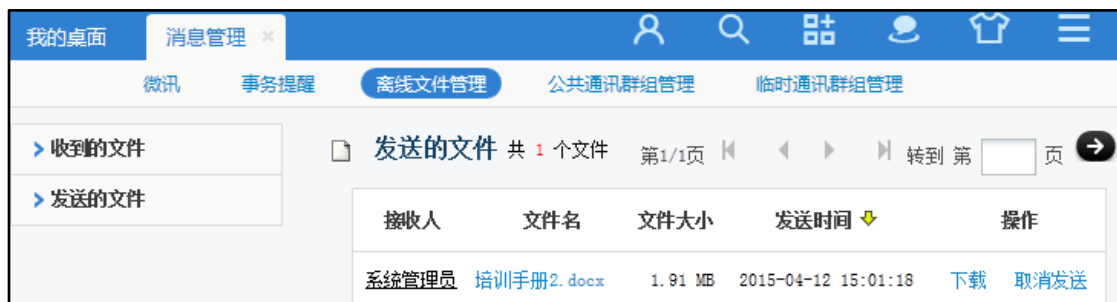 我的桌面 消息管理 ×
微讯 事务提醒 离线文件管理 公共通讯群组管理 临时通讯群组管理
收到的文件
发送的文件
发送的文件 共 1 个文件 第1/1页 转到 第 页
接收人 文件名 文件大小 发送时间 操作
系统管理员 培训手册2.docx 1.91 MB 2015-04-12 15:01:18 下载 取消发送